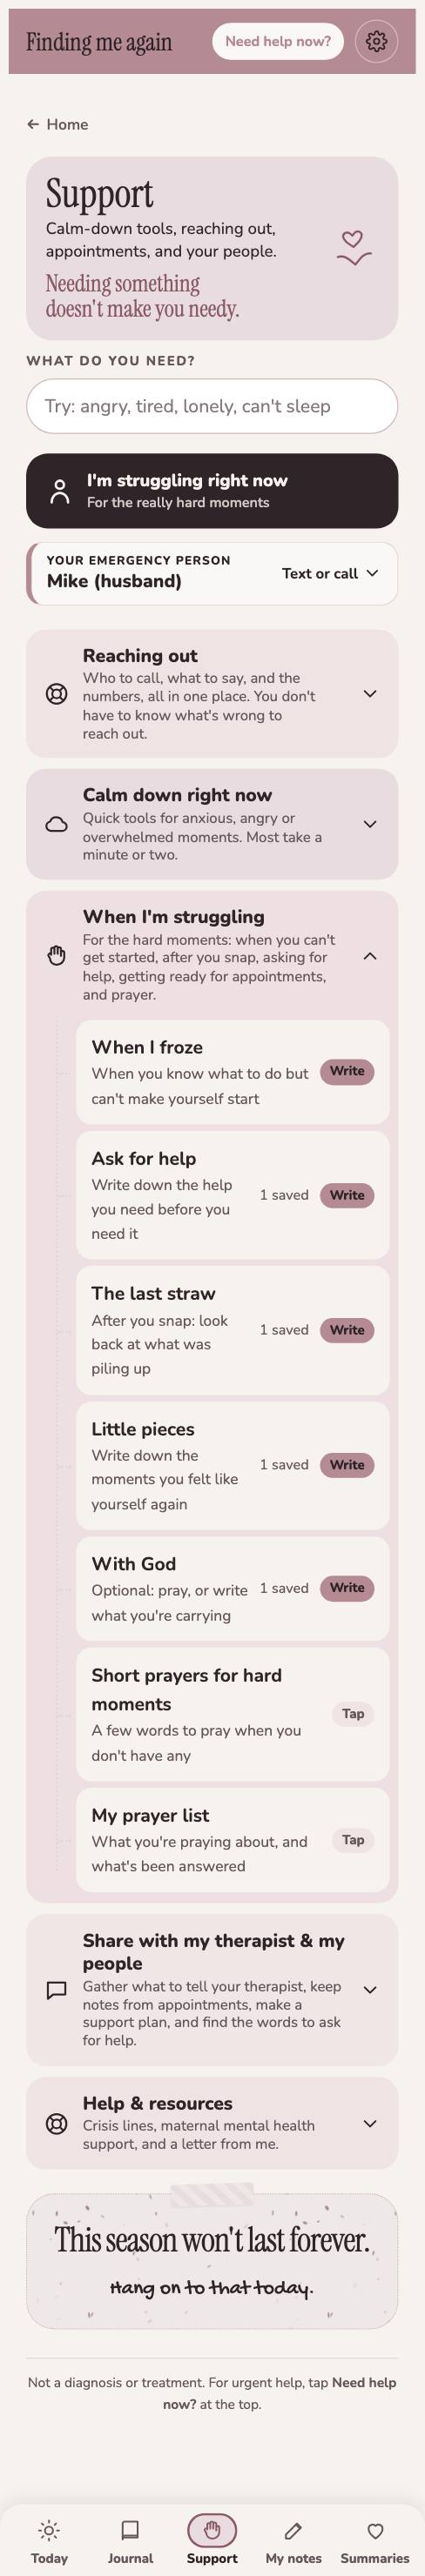 Finding me again
Need help now?
← Home
Support
Calm-down tools, reaching out,
appointments, and your people.
Needing something
doesn't make you needy.
WHAT DO YOU NEED?
Try: angry, tired, lonely, can't sleep
I'm struggling right now
For the really hard moments
YOUR EMERGENCY PERSON
Mike (husband)
Text or call
Reaching out
Who to call, what to say, and the
numbers, all in one place. You don't
have to know what's wrong to
reach out.
Calm down right now
Quick tools for anxious, angry or
overwhelmed moments. Most take a
minute or two.
When I'm struggling
For the hard moments: when you can't
get started, after you snap, asking for
help, getting ready for appointments,
and prayer.
When I froze
When you know what to do but
can't make yourself start
Write
Ask for help
Write down the help
you need before you
need it
1 saved
Write
The last straw
After you snap: look
back at what was
piling up
1 saved
Write
Little pieces
Write down the
moments you felt like
yourself again
1 saved
Write
With God
Optional: pray, or write
what you're carrying
1 saved
Write
Short prayers for hard
moments
A few words to pray when you
don't have any
Tap
My prayer list
What you're praying about, and
what's been answered
Tap
Share with my therapist & my
people
Gather what to tell your therapist, keep
notes from appointments, make a
support plan, and find the words to ask
for help.
Help & resources
Crisis lines, maternal mental health
support, and a letter from me.
This season won't last forever.
Hang on to that today.
Not a diagnosis or treatment. For urgent help, tap Need help
now? at the top.
Today
Journal
Support
My notes
Summaries